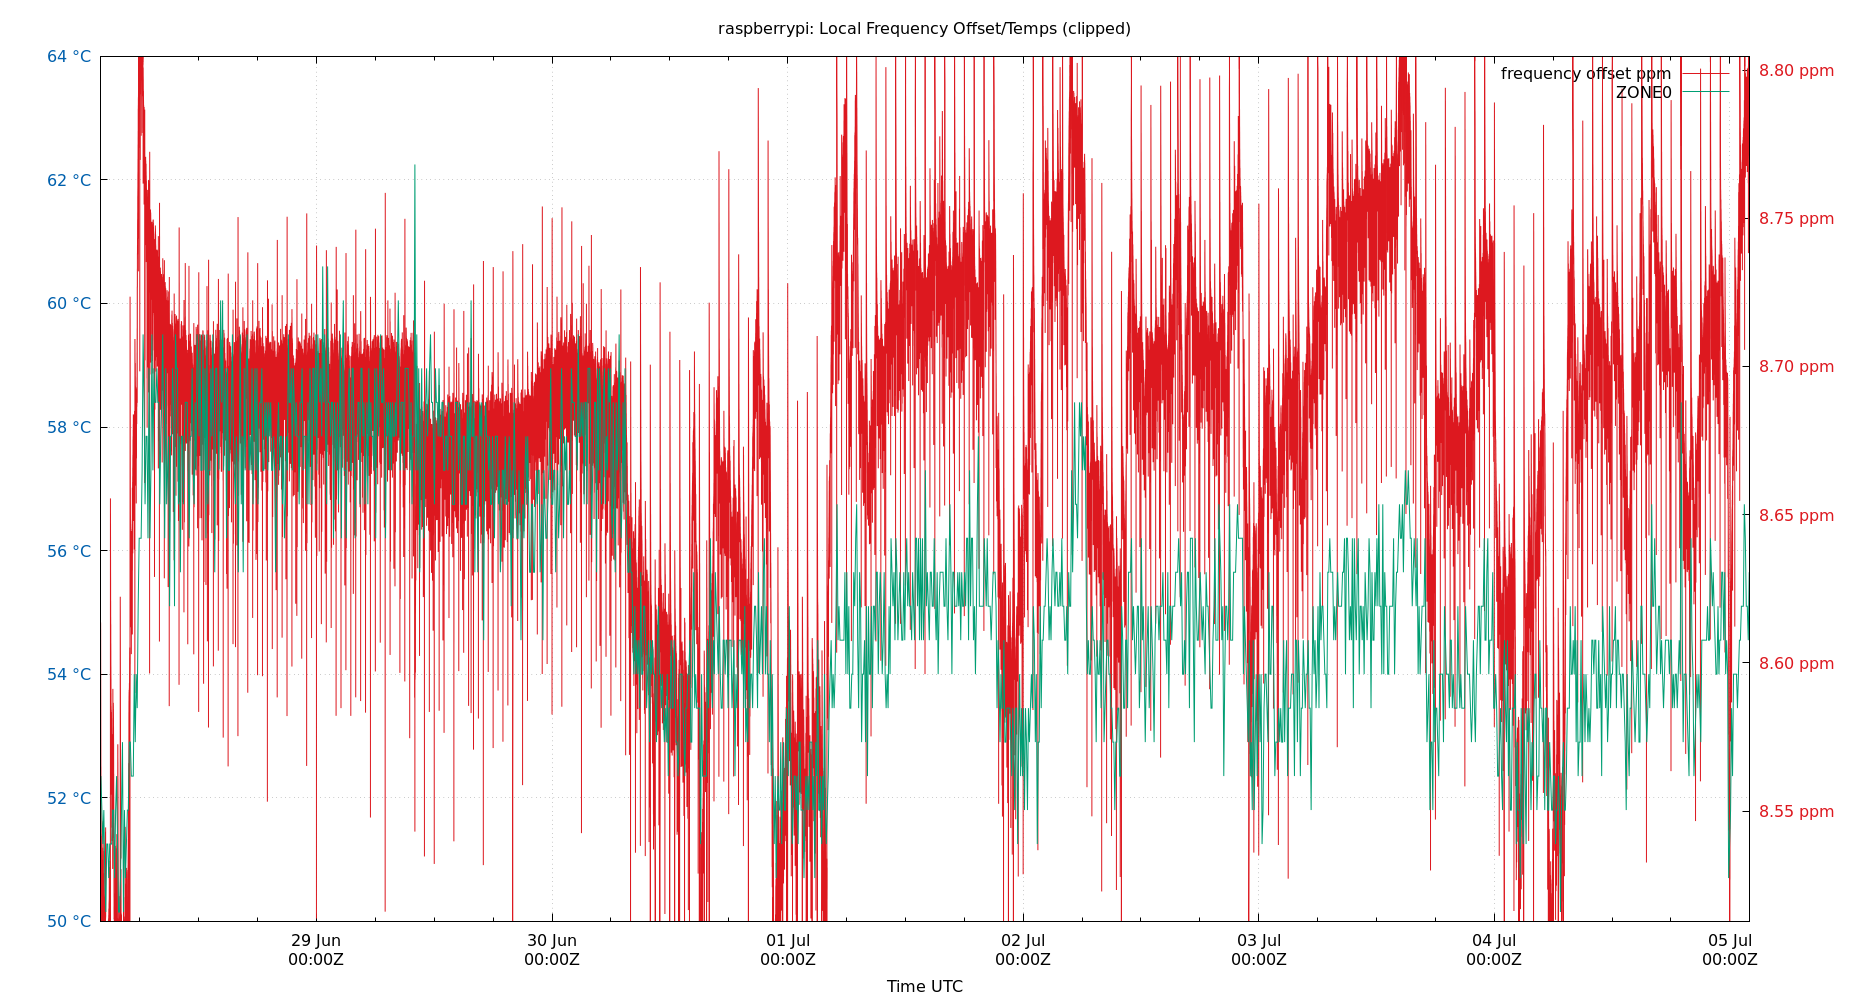 raspberrypi: Local Frequency Offset/Temps (clipped)
64 °C
62 °C
60 °C
58 °C
56 °C
54 °C
52 °C
50 °C
frequency offset ppm
ZONE0
8.80 ppm
8.75 ppm
8.70 ppm
8.65 ppm
8.60 ppm
8.55 ppm
29 Jun
00:00Z
30 Jun
00:00Z
01 Jul
00:00Z
02 Jul
00:00Z
03 Jul
00:00Z
04 Jul
00:00Z
05 Jul
00:00Z
Time UTC